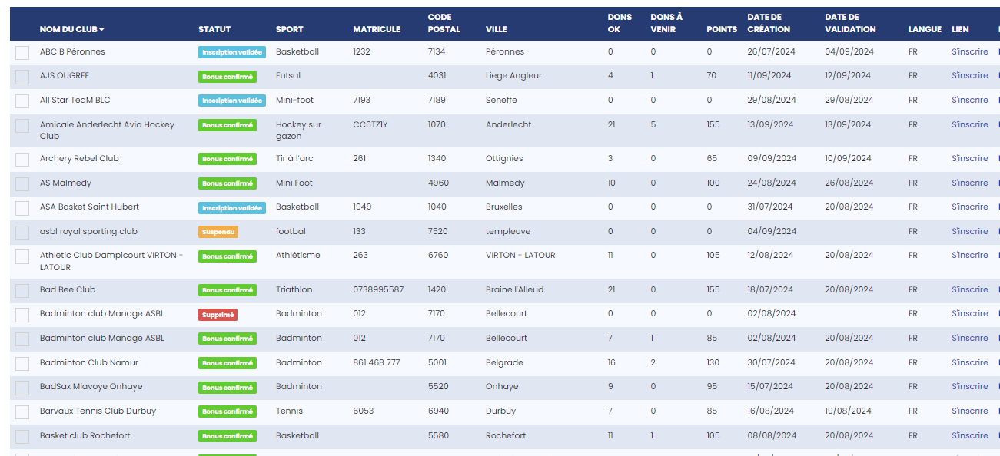 NOM DU CLUB STATUT SPORT MATRICULE CODE POSTAL VILLE DONS OK DONS À VENIR POINTS DATE DE CRÉATION DATE DE VALIDATION LANGUE LIEN
ABC B Péronnes Inscription validée Basketball 1232 7134 Péronnes 0 0 0 26/07/2024 04/09/2024 FR S'inscrire
AJS OUGREE Bonus confirmé Futsal 4031 Liege Angleur 4 1 70 11/09/2024 12/09/2024 FR S'inscrire
All Star TeaM BLC Inscription validée Mini-foot 7193 7189 Seneffe 0 0 0 29/08/2024 29/08/2024 FR S'inscrire
Amicale Anderlecht Avia Hockey Club Bonus confirmé Hockey sur gazon CC6TZ1Y 1070 Anderlecht 21 5 155 13/09/2024 13/09/2024 FR S'inscrire
Archery Rebel Club Bonus confirmé Tir à l'arc 261 1340 Ottignies 3 0 65 09/09/2024 10/09/2024 FR S'inscrire
AS Malmedy Bonus confirmé Mini Foot 4960 Malmedy 10 0 100 24/08/2024 26/08/2024 FR S'inscrire
ASA Basket Saint Hubert Inscription validée Basketball 1949 1040 Bruxelles 0 0 0 31/07/2024 20/08/2024 FR S'inscrire
asbl royal sporting club Suspendu footbal 133 7520 templeuve 0 0 0 04/09/2024 FR S'inscrire
Athletic Club Dampicourt VIRTON - LATOUR Bonus confirmé Athlétisme 263 6760 VIRTON - LATOUR 11 0 105 12/08/2024 20/08/2024 FR S'inscrire
Bad Bee Club Bonus confirmé Triathlon 0738995587 1420 Braine l'Alleud 21 0 155 18/07/2024 20/08/2024 FR S'inscrire
Badminton club Manage ASBL Supprimé Badminton 012 7170 Bellecourt 0 0 0 02/08/2024 FR S'inscrire
Badminton club Manage ASBL Bonus confirmé Badminton 012 7170 Bellecourt 7 1 85 02/08/2024 20/08/2024 FR S'inscrire
Badminton Club Namur Bonus confirmé Badminton 861 468 777 5001 Belgrade 16 2 130 30/07/2024 20/08/2024 FR S'inscrire
BadSax Miavoye Onhaye Bonus confirmé Badminton 5520 Onhaye 9 0 95 15/07/2024 20/08/2024 FR S'inscrire
Barvaux Tennis Club Durbuy Bonus confirmé Tennis 6053 6940 Durbuy 7 0 85 16/08/2024 19/08/2024 FR S'inscrire
Basket club Rochefort Bonus confirmé Basketball 5580 Rochefort 11 1 105 08/08/2024 20/08/2024 FR S'inscrire